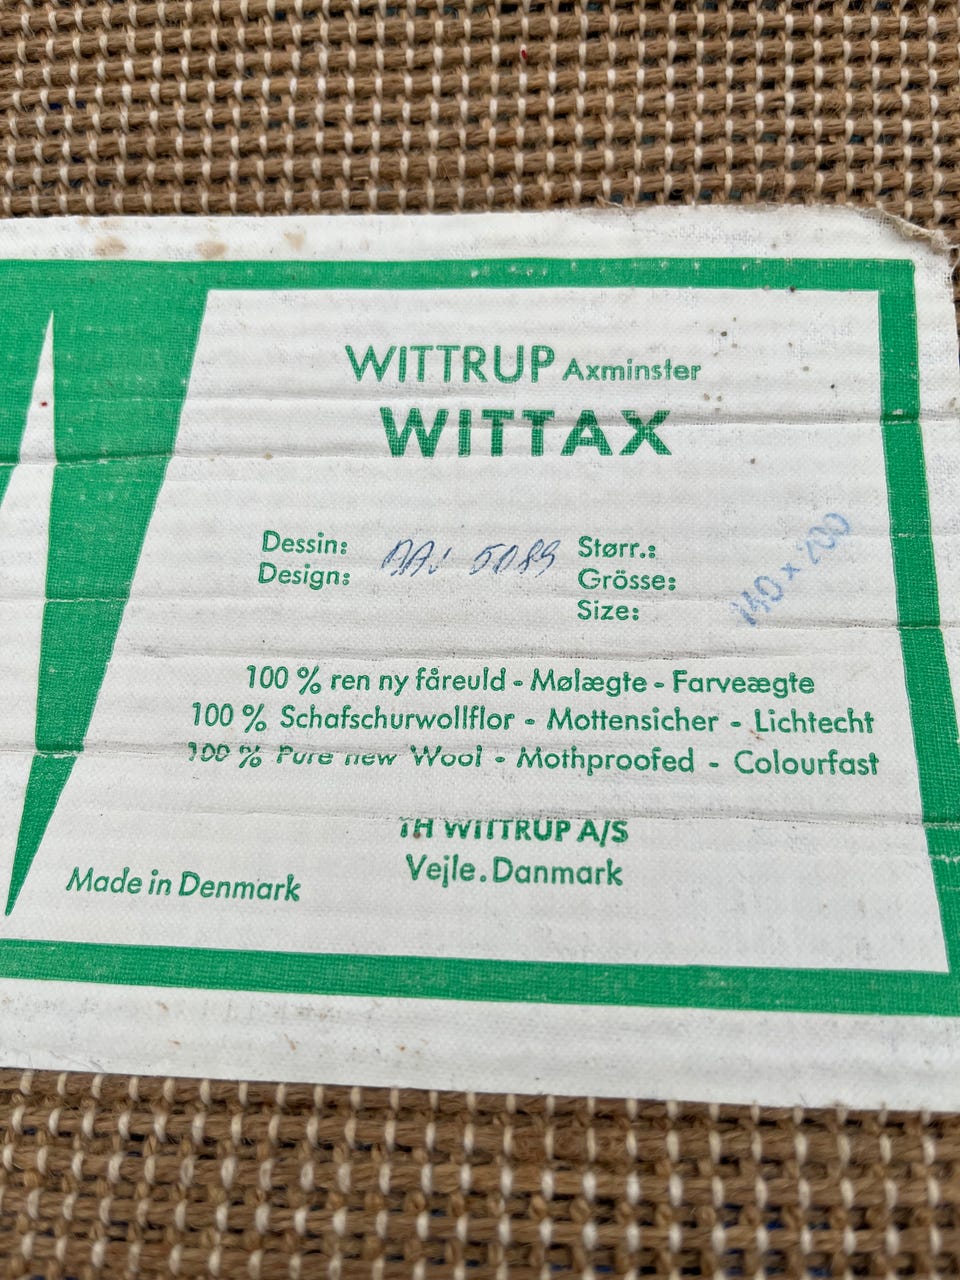 WITTRUP Axminster
WITTAX
Dessin:
Design:
5089
Størr.:
Grösse:
Size:
140 x 200
100 % ren ny fåreuld - Mølægte - Farveægte
100 % Schafschurwollflor - Mottensicher - Lichtecht
100 % Pure new Wool - Mothproofed - Colourfast
TH WITTRUP A/S
Vejle. Danmark
Made in Denmark